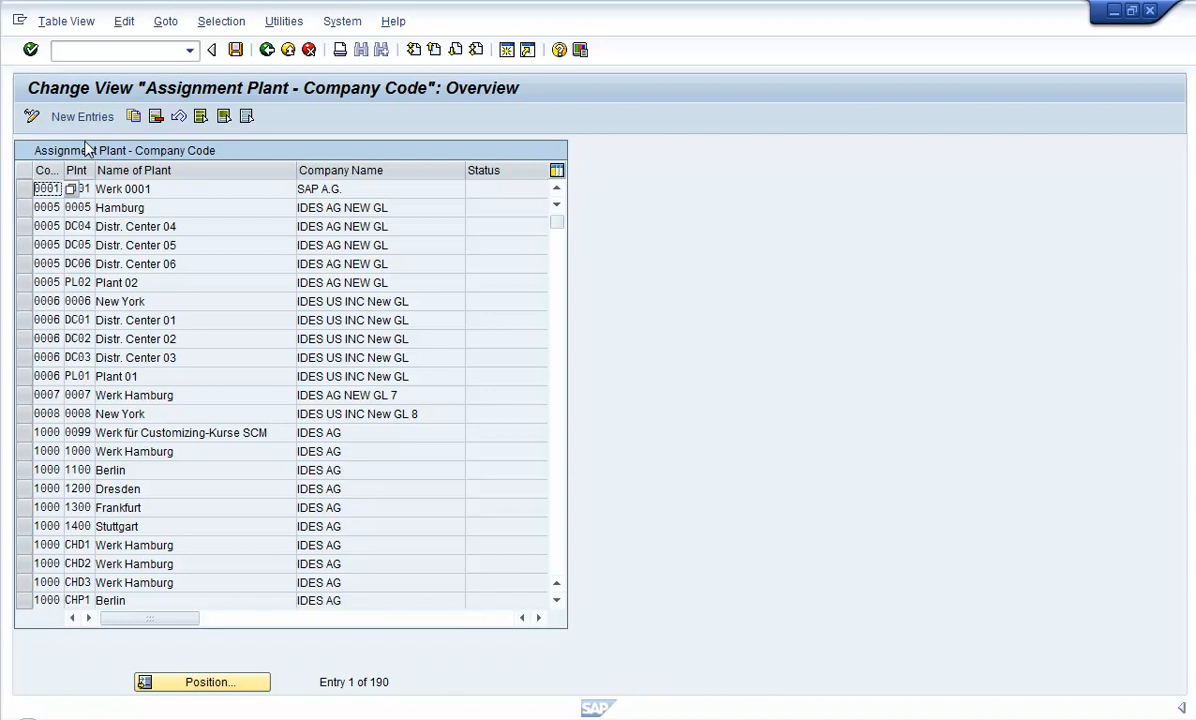 Table View Edit Goto Selection Utilities System Help
Change View "Assignment Plant - Company Code": Overview
New Entries
Assignment Plant - Company Code
Co... Plnt Name of Plant Company Name Status
0001 01 Werk 0001 SAP A.G.
0005 0005 Hamburg IDES AG NEW GL
0005 DC04 Distr. Center 04 IDES AG NEW GL
0005 DC05 Distr. Center 05 IDES AG NEW GL
0005 DC06 Distr. Center 06 IDES AG NEW GL
0005 PL02 Plant 02 IDES AG NEW GL
0006 0006 New York IDES US INC New GL
0006 DC01 Distr. Center 01 IDES US INC New GL
0006 DC02 Distr. Center 02 IDES US INC New GL
0006 DC03 Distr. Center 03 IDES US INC New GL
0006 PL01 Plant 01 IDES US INC New GL
0007 0007 Werk Hamburg IDES AG NEW GL 7
0008 0008 New York IDES US INC New GL 8
1000 0099 Werk für Customizing-Kurse SCM IDES AG
1000 1000 Werk Hamburg IDES AG
1000 1100 Berlin IDES AG
1000 1200 Dresden IDES AG
1000 1300 Frankfurt IDES AG
1000 1400 Stuttgart IDES AG
1000 CHD1 Werk Hamburg IDES AG
1000 CHD2 Werk Hamburg IDES AG
1000 CHD3 Werk Hamburg IDES AG
1000 CHP1 Berlin IDES AG
Position... Entry 1 of 190
SAP